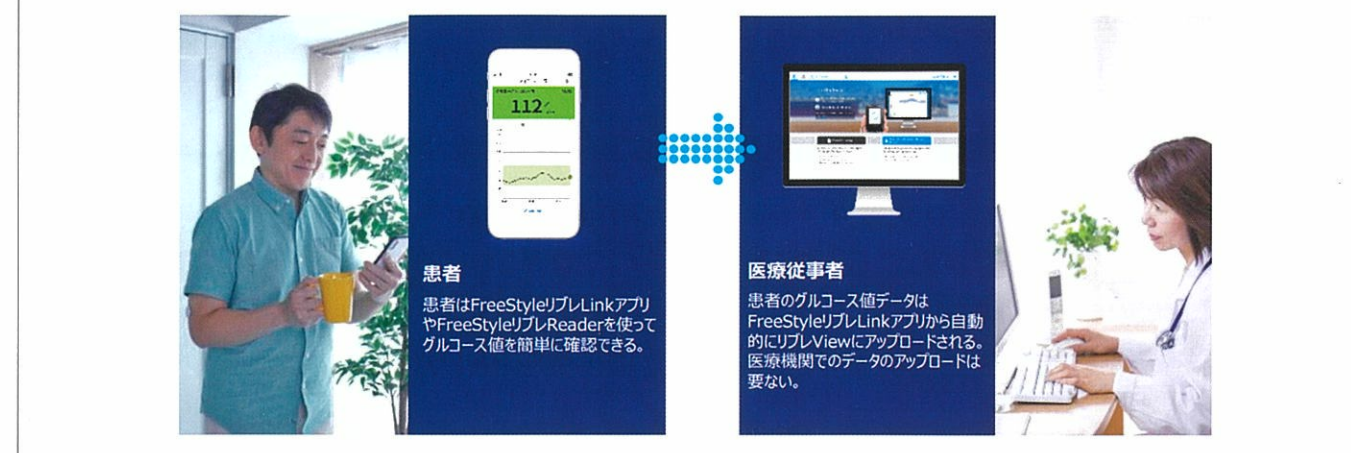 112
患者
患者はFreeStyleリブレLinkアプリ
やFreeStyleリブレReaderを使って
グルコース値を簡単に確認できる。
医療従事者
患者のグルコース値データは
FreeStyleリブレLinkアプリから自動
的にリブレViewにアップロードされる。
医療機関でのデータのアップロードは
要ない。